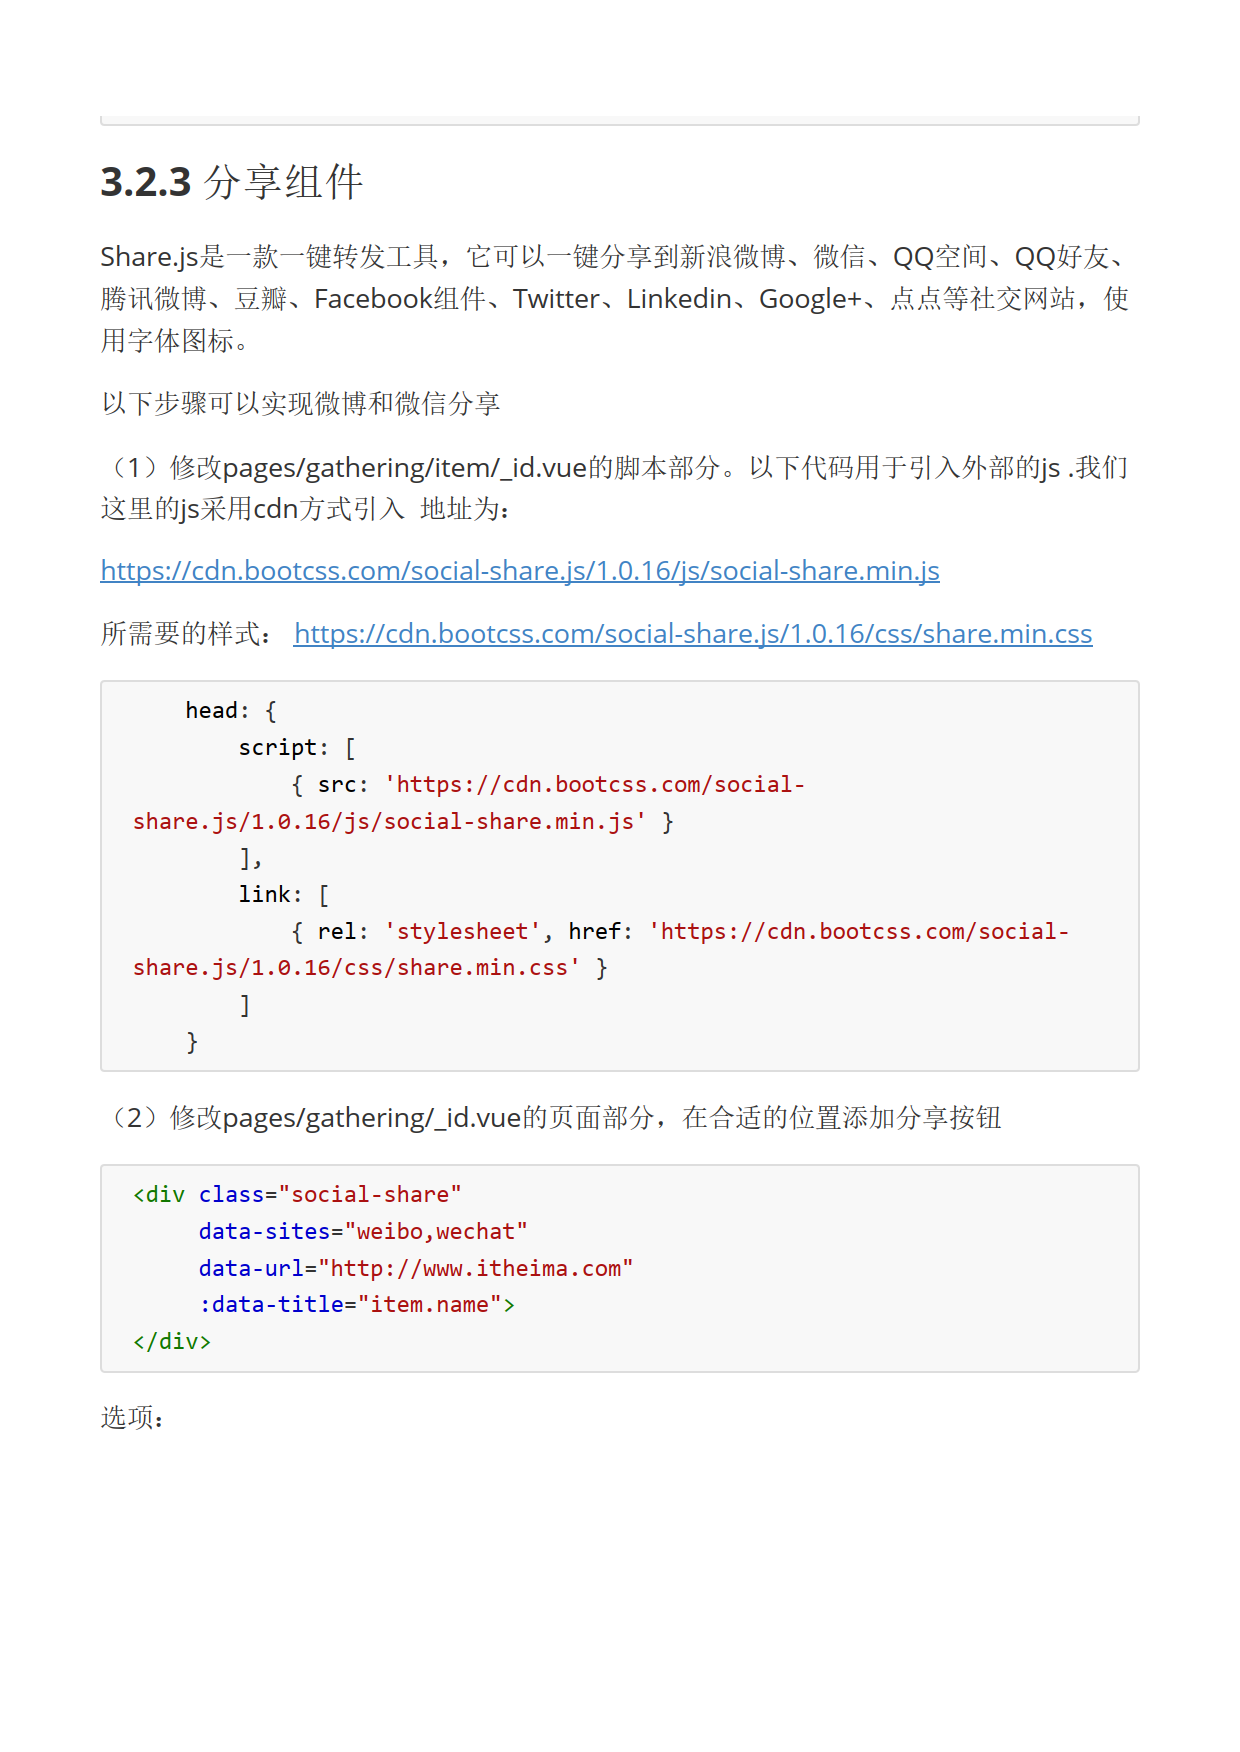 3.2.3 分享组件
Share.js是一款一键转发工具，它可以一键分享到新浪微博、微信、QQ空间、QQ好友、
腾讯微博、豆瓣、Facebook组件、Twitter、Linkedin、Google+、点点等社交网站，使
用字体图标。
以下步骤可以实现微博和微信分享
（1）修改pages/gathering/item/_id.vue的脚本部分。以下代码用于引入外部的js .我们
这里的js采用cdn方式引入  地址为：
https://cdn.bootcss.com/social-share.js/1.0.16/js/social-share.min.js
所需要的样式： https://cdn.bootcss.com/social-share.js/1.0.16/css/share.min.css
    head: {
        script: [
            { src: 'https://cdn.bootcss.com/social-
share.js/1.0.16/js/social-share.min.js' }
        ],
        link: [
            { rel: 'stylesheet', href: 'https://cdn.bootcss.com/social-
share.js/1.0.16/css/share.min.css' }
        ]
    }
（2）修改pages/gathering/_id.vue的页面部分，在合适的位置添加分享按钮
<div class="social-share"
     data-sites="weibo,wechat"
     data-url="http://www.itheima.com"
     :data-title="item.name">
</div>
选项：